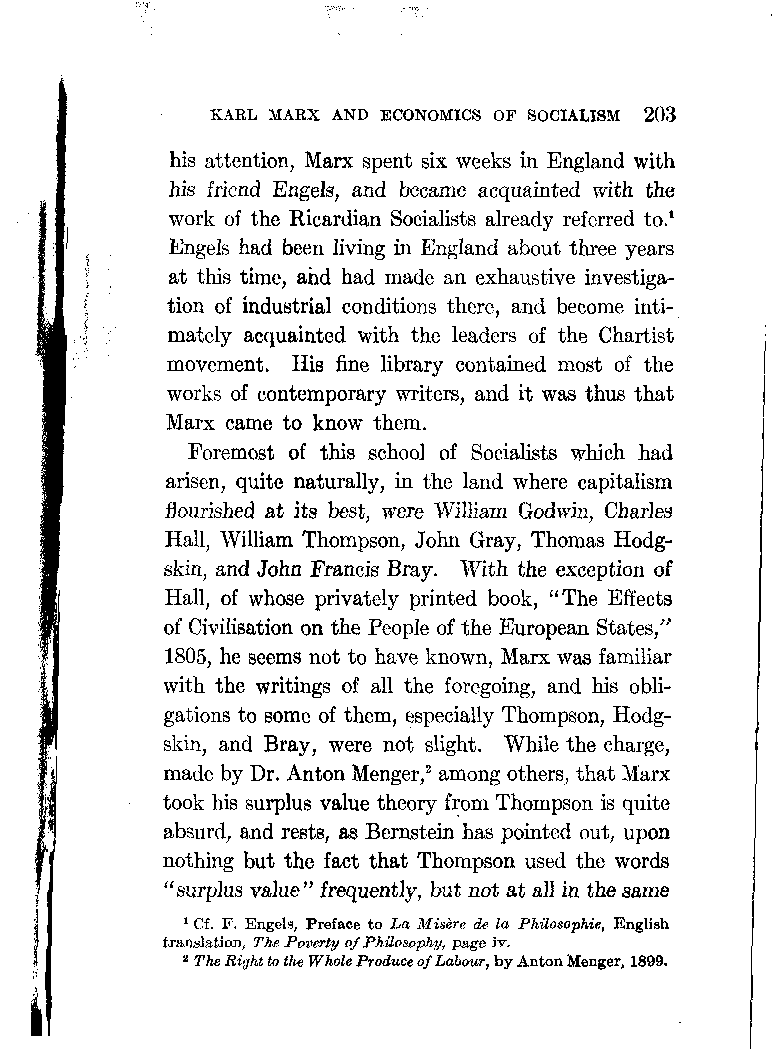 KARL MARX AND ECONOMICS OF SOCIALISM 203
his attention, Marx spent six weeks in England with
his friend Engels, and became acquainted with the
work of the Ricardian Socialists already referred to.¹
Engels had been living in England about three years
at this time, and had made an exhaustive investiga-
tion of industrial conditions there, and become inti-
mately acquainted with the leaders of the Chartist
movement. His fine library contained most of the
works of contemporary writers, and it was thus that
Marx came to know them.
Foremost of this school of Socialists which had
arisen, quite naturally, in the land where capitalism
flourished at its best, were William Godwin, Charles
Hall, William Thompson, John Gray, Thomas Hodg-
skin, and John Francis Bray. With the exception of
Hall, of whose privately printed book, "The Effects
of Civilisation on the People of the European States,"
1805, he seems not to have known, Marx was familiar
with the writings of all the foregoing, and his obli-
gations to some of them, especially Thompson, Hodg-
skin, and Bray, were not slight. While the charge,
made by Dr. Anton Menger,² among others, that Marx
took his surplus value theory from Thompson is quite
absurd, and rests, as Bernstein has pointed out, upon
nothing but the fact that Thompson used the words
"surplus value" frequently, but not at all in the same
¹ Cf. F. Engels, Preface to La Misère de la Philosophie, English
translation, The Poverty of Philosophy, page iv.
² The Right to the Whole Produce of Labour, by Anton Menger, 1899.